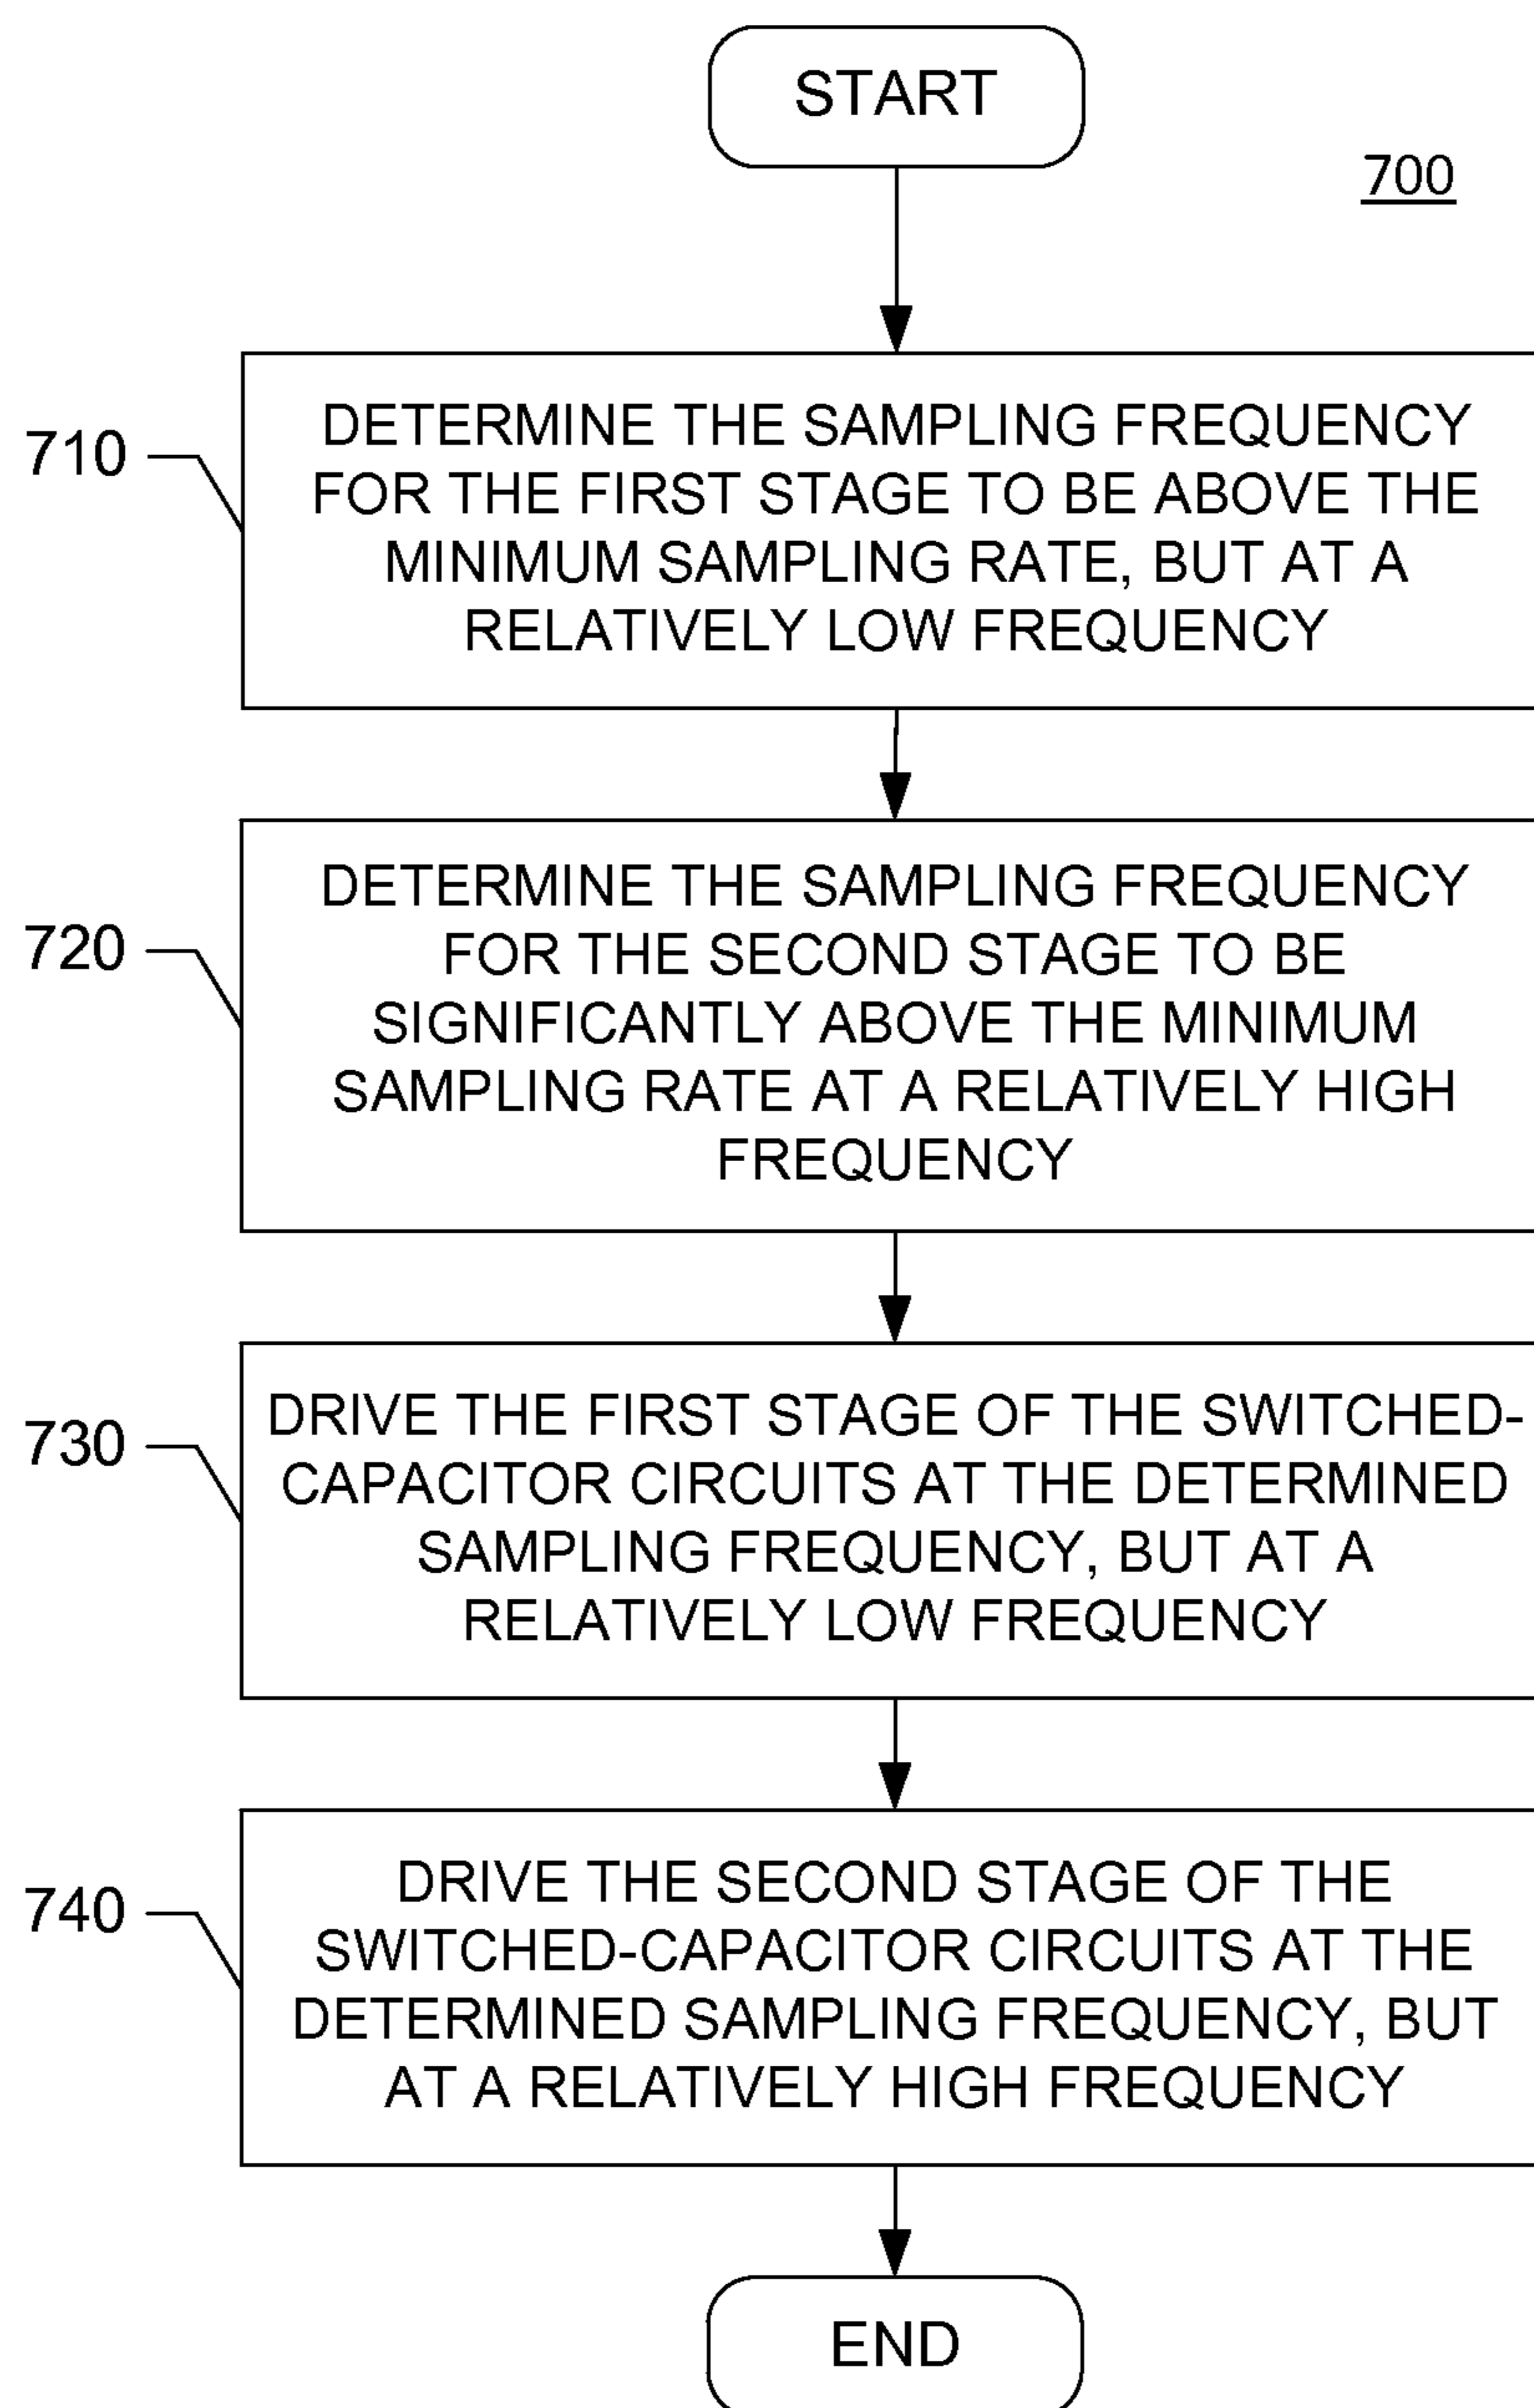 START
700
710
DETERMINE THE SAMPLING FREQUENCY
FOR THE FIRST STAGE TO BE ABOVE THE
MINIMUM SAMPLING RATE, BUT AT A
RELATIVELY LOW FREQUENCY
720
DETERMINE THE SAMPLING FREQUENCY
FOR THE SECOND STAGE TO BE
SIGNIFICANTLY ABOVE THE MINIMUM
SAMPLING RATE AT A RELATIVELY HIGH
FREQUENCY
730
DRIVE THE FIRST STAGE OF THE SWITCHED-
CAPACITOR CIRCUITS AT THE DETERMINED
SAMPLING FREQUENCY, BUT AT A
RELATIVELY LOW FREQUENCY
740
DRIVE THE SECOND STAGE OF THE
SWITCHED-CAPACITOR CIRCUITS AT THE
DETERMINED SAMPLING FREQUENCY, BUT
AT A RELATIVELY HIGH FREQUENCY
END